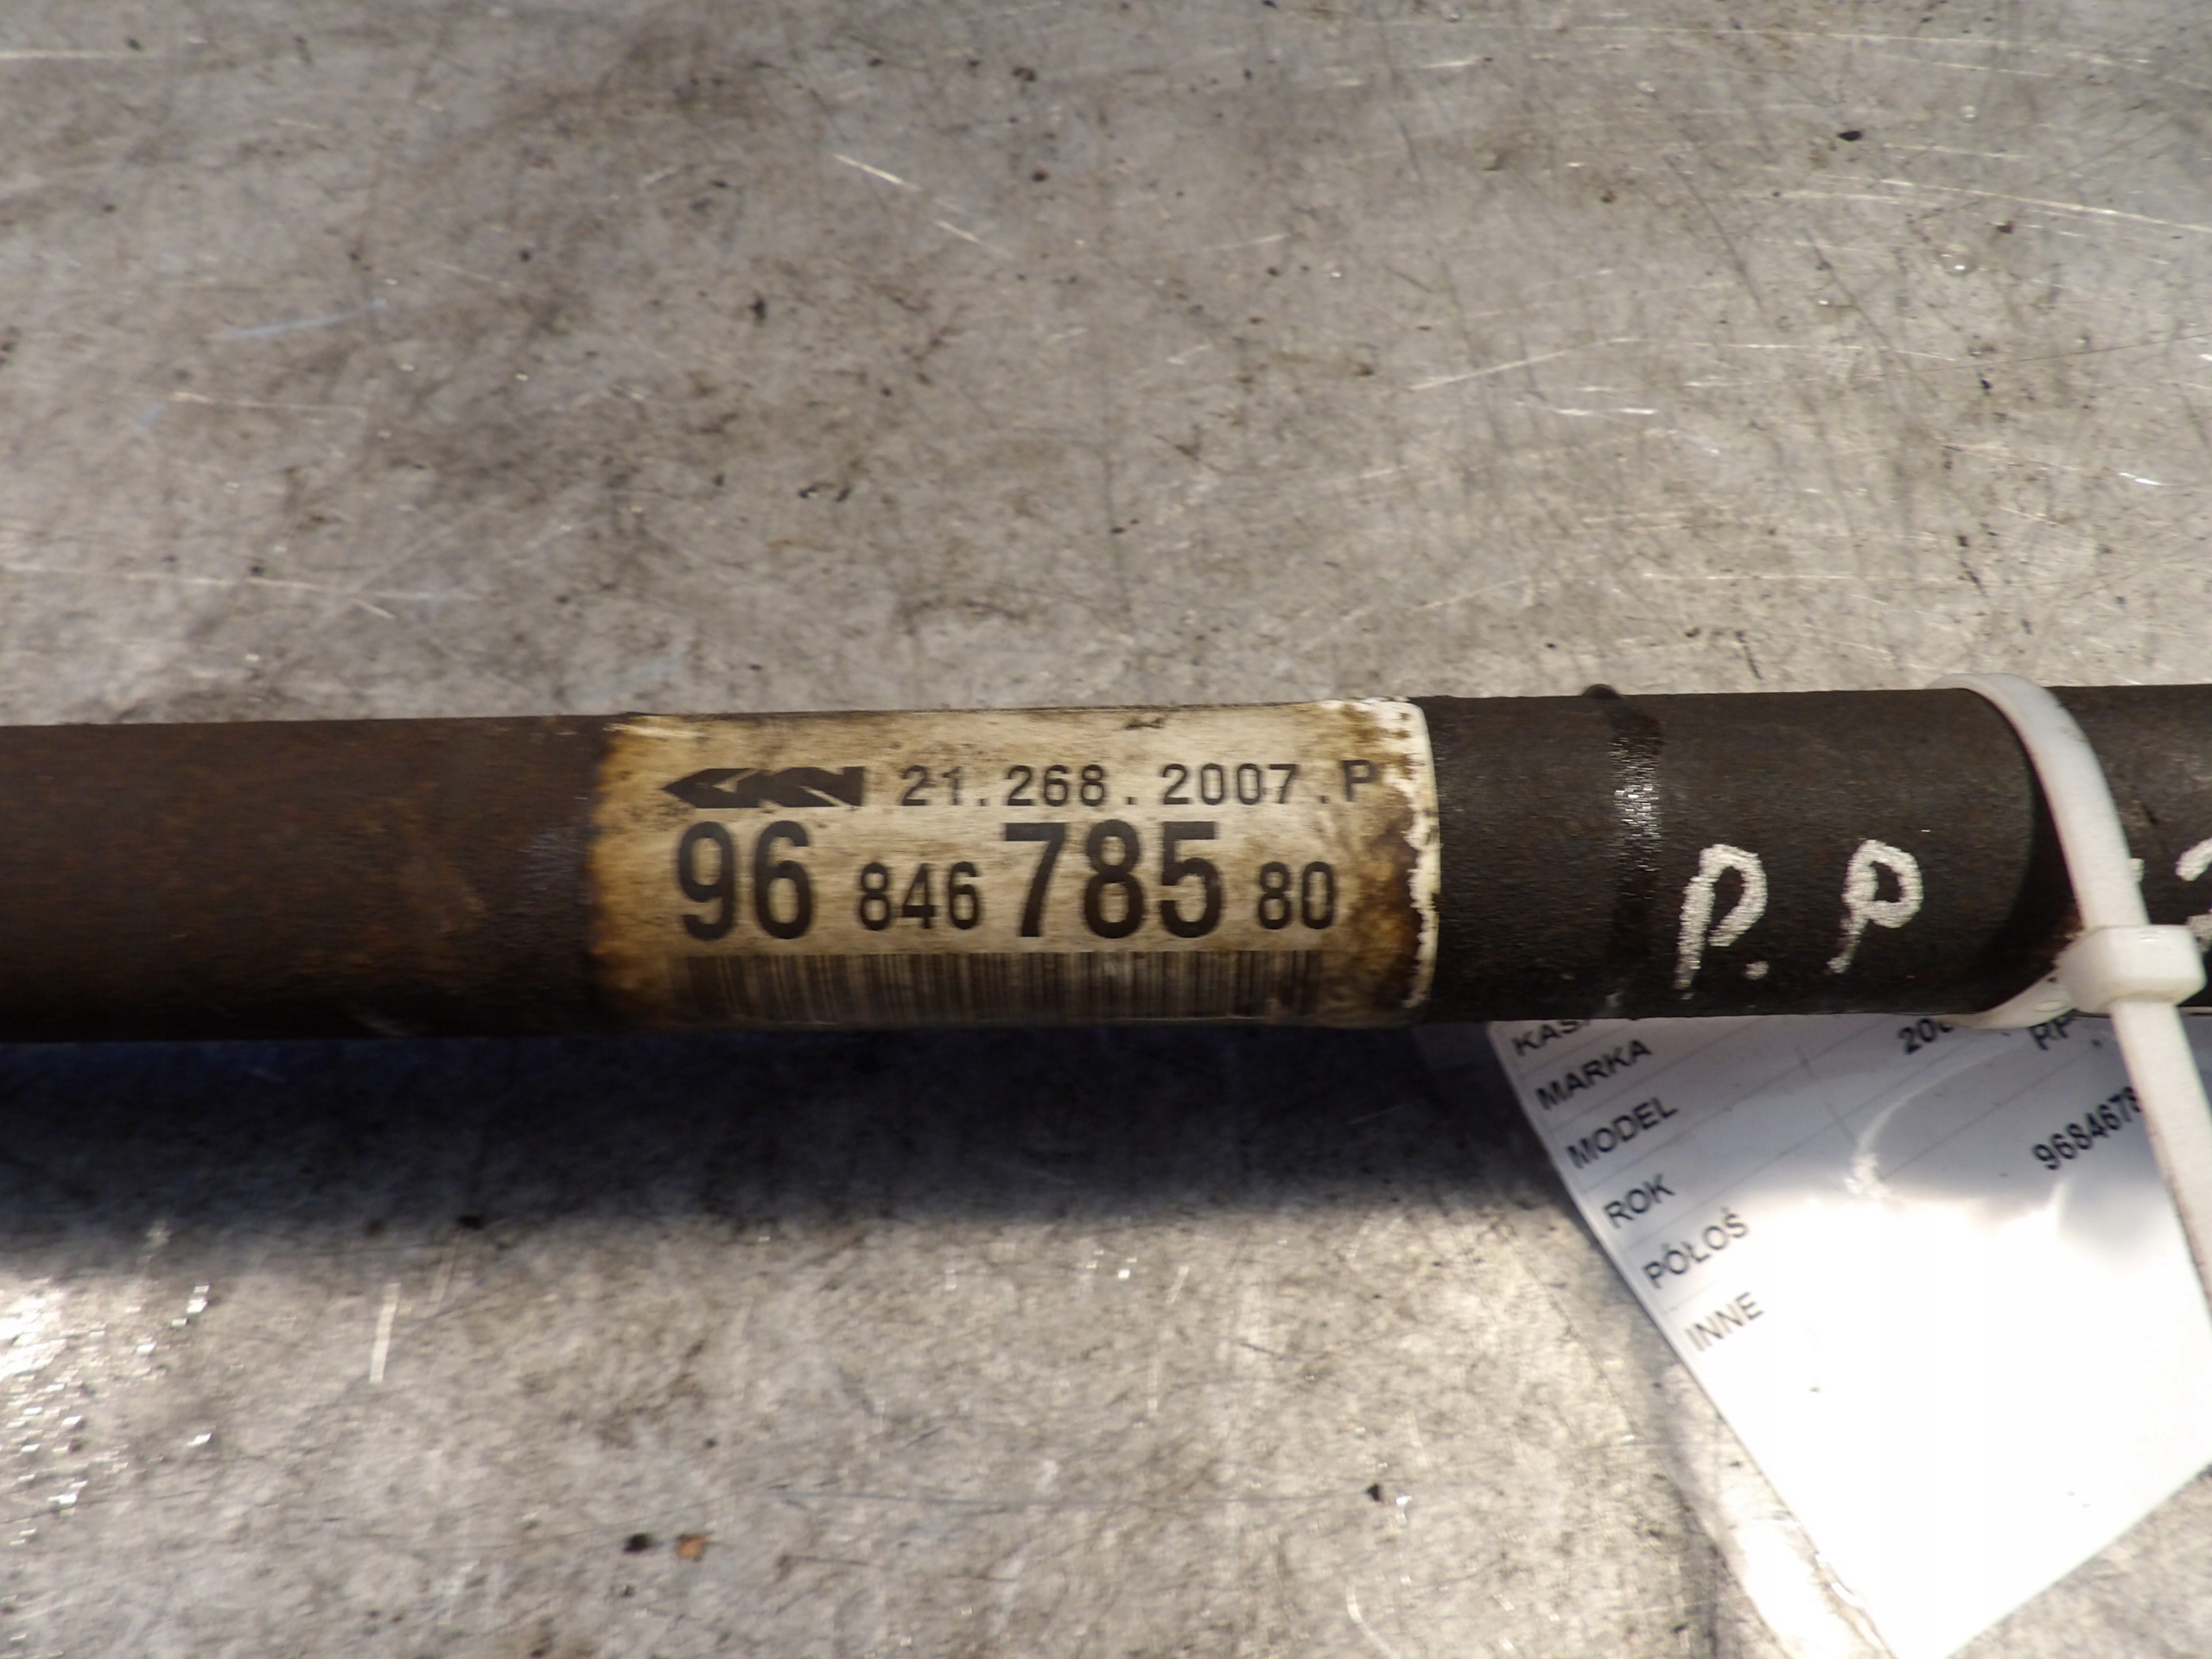 GKN 21.268.2007.P
96 846 785 80
P.P
MARKA
MODEL
ROK
PÓŁOŚ
INNE